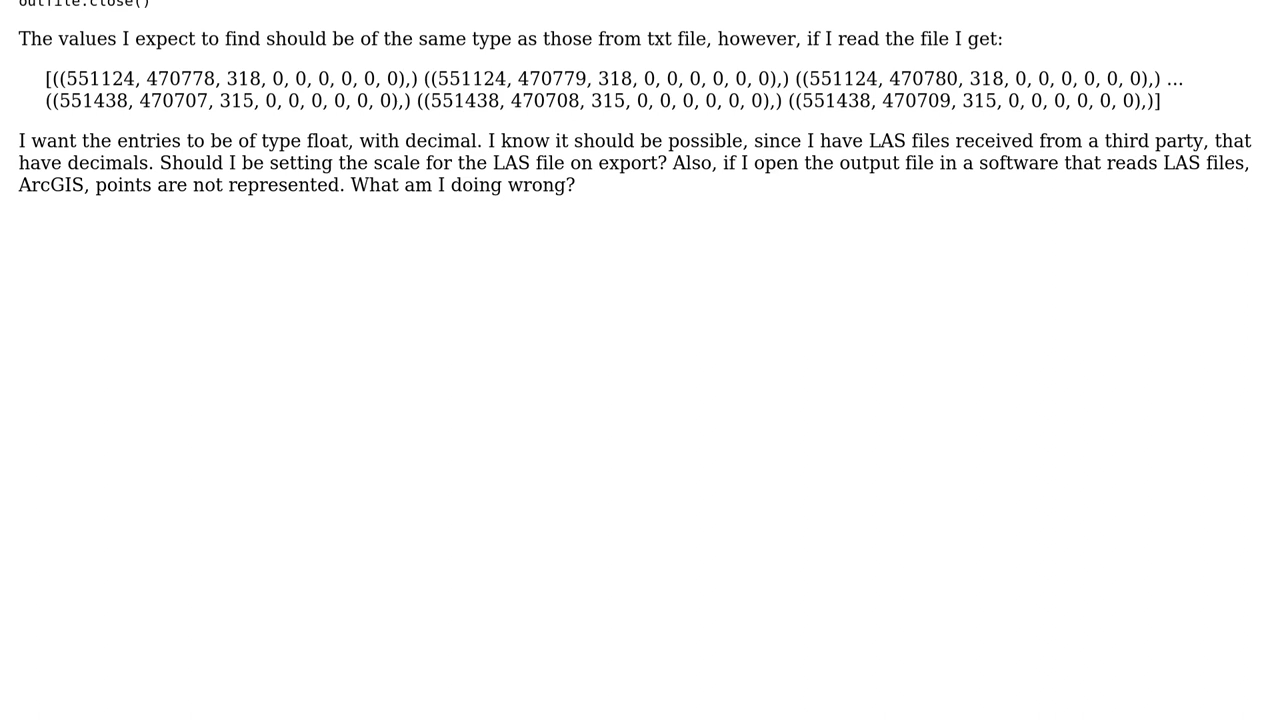 outfile.close()
The values I expect to find should be of the same type as those from txt file, however, if I read the file I get:
[((551124, 470778, 318, 0, 0, 0, 0, 0, 0),) ((551124, 470779, 318, 0, 0, 0, 0, 0, 0),) ((551124, 470780, 318, 0, 0, 0, 0, 0, 0),) ...
((551438, 470707, 315, 0, 0, 0, 0, 0, 0),) ((551438, 470708, 315, 0, 0, 0, 0, 0, 0),) ((551438, 470709, 315, 0, 0, 0, 0, 0, 0),)]
I want the entries to be of type float, with decimal. I know it should be possible, since I have LAS files received from a third party, that
have decimals. Should I be setting the scale for the LAS file on export? Also, if I open the output file in a software that reads LAS files,
ArcGIS, points are not represented. What am I doing wrong?